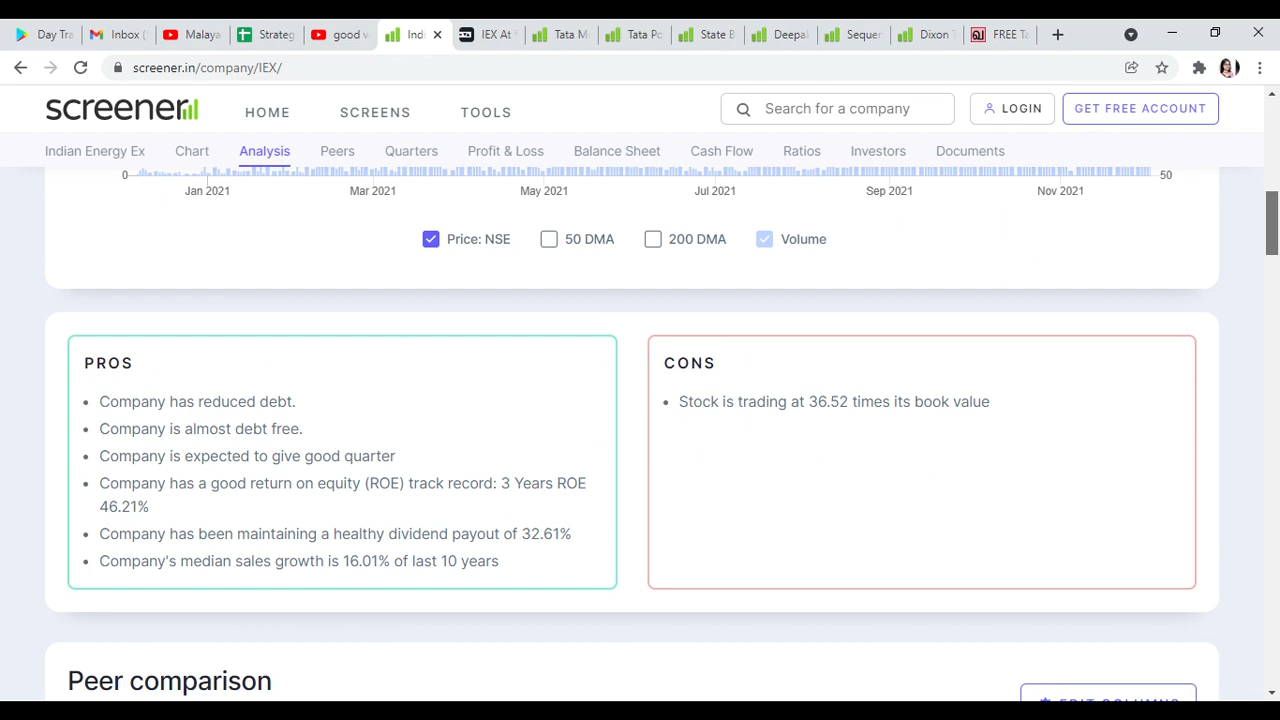 Day Tra
Inbox (
Malaya
Strateg
good v
Indi
IEX At T
Tata M
Tata Po
State B
Deepa
Sequer
Dixon T
FREE Ta
screener.in/company/IEX/
screener
HOME
SCREENS
TOOLS
Search for a company
LOGIN
GET FREE ACCOUNT
Indian Energy Ex
Chart
Analysis
Peers
Quarters
Profit & Loss
Balance Sheet
Cash Flow
Ratios
Investors
Documents
0
50
Jan 2021
Mar 2021
May 2021
Jul 2021
Sep 2021
Nov 2021
Price: NSE
50 DMA
200 DMA
Volume
PROS
Company has reduced debt.
Company is almost debt free.
Company is expected to give good quarter
Company has a good return on equity (ROE) track record: 3 Years ROE
46.21%
Company has been maintaining a healthy dividend payout of 32.61%
Company's median sales growth is 16.01% of last 10 years
CONS
Stock is trading at 36.52 times its book value
Peer comparison
EDIT COLUMNS